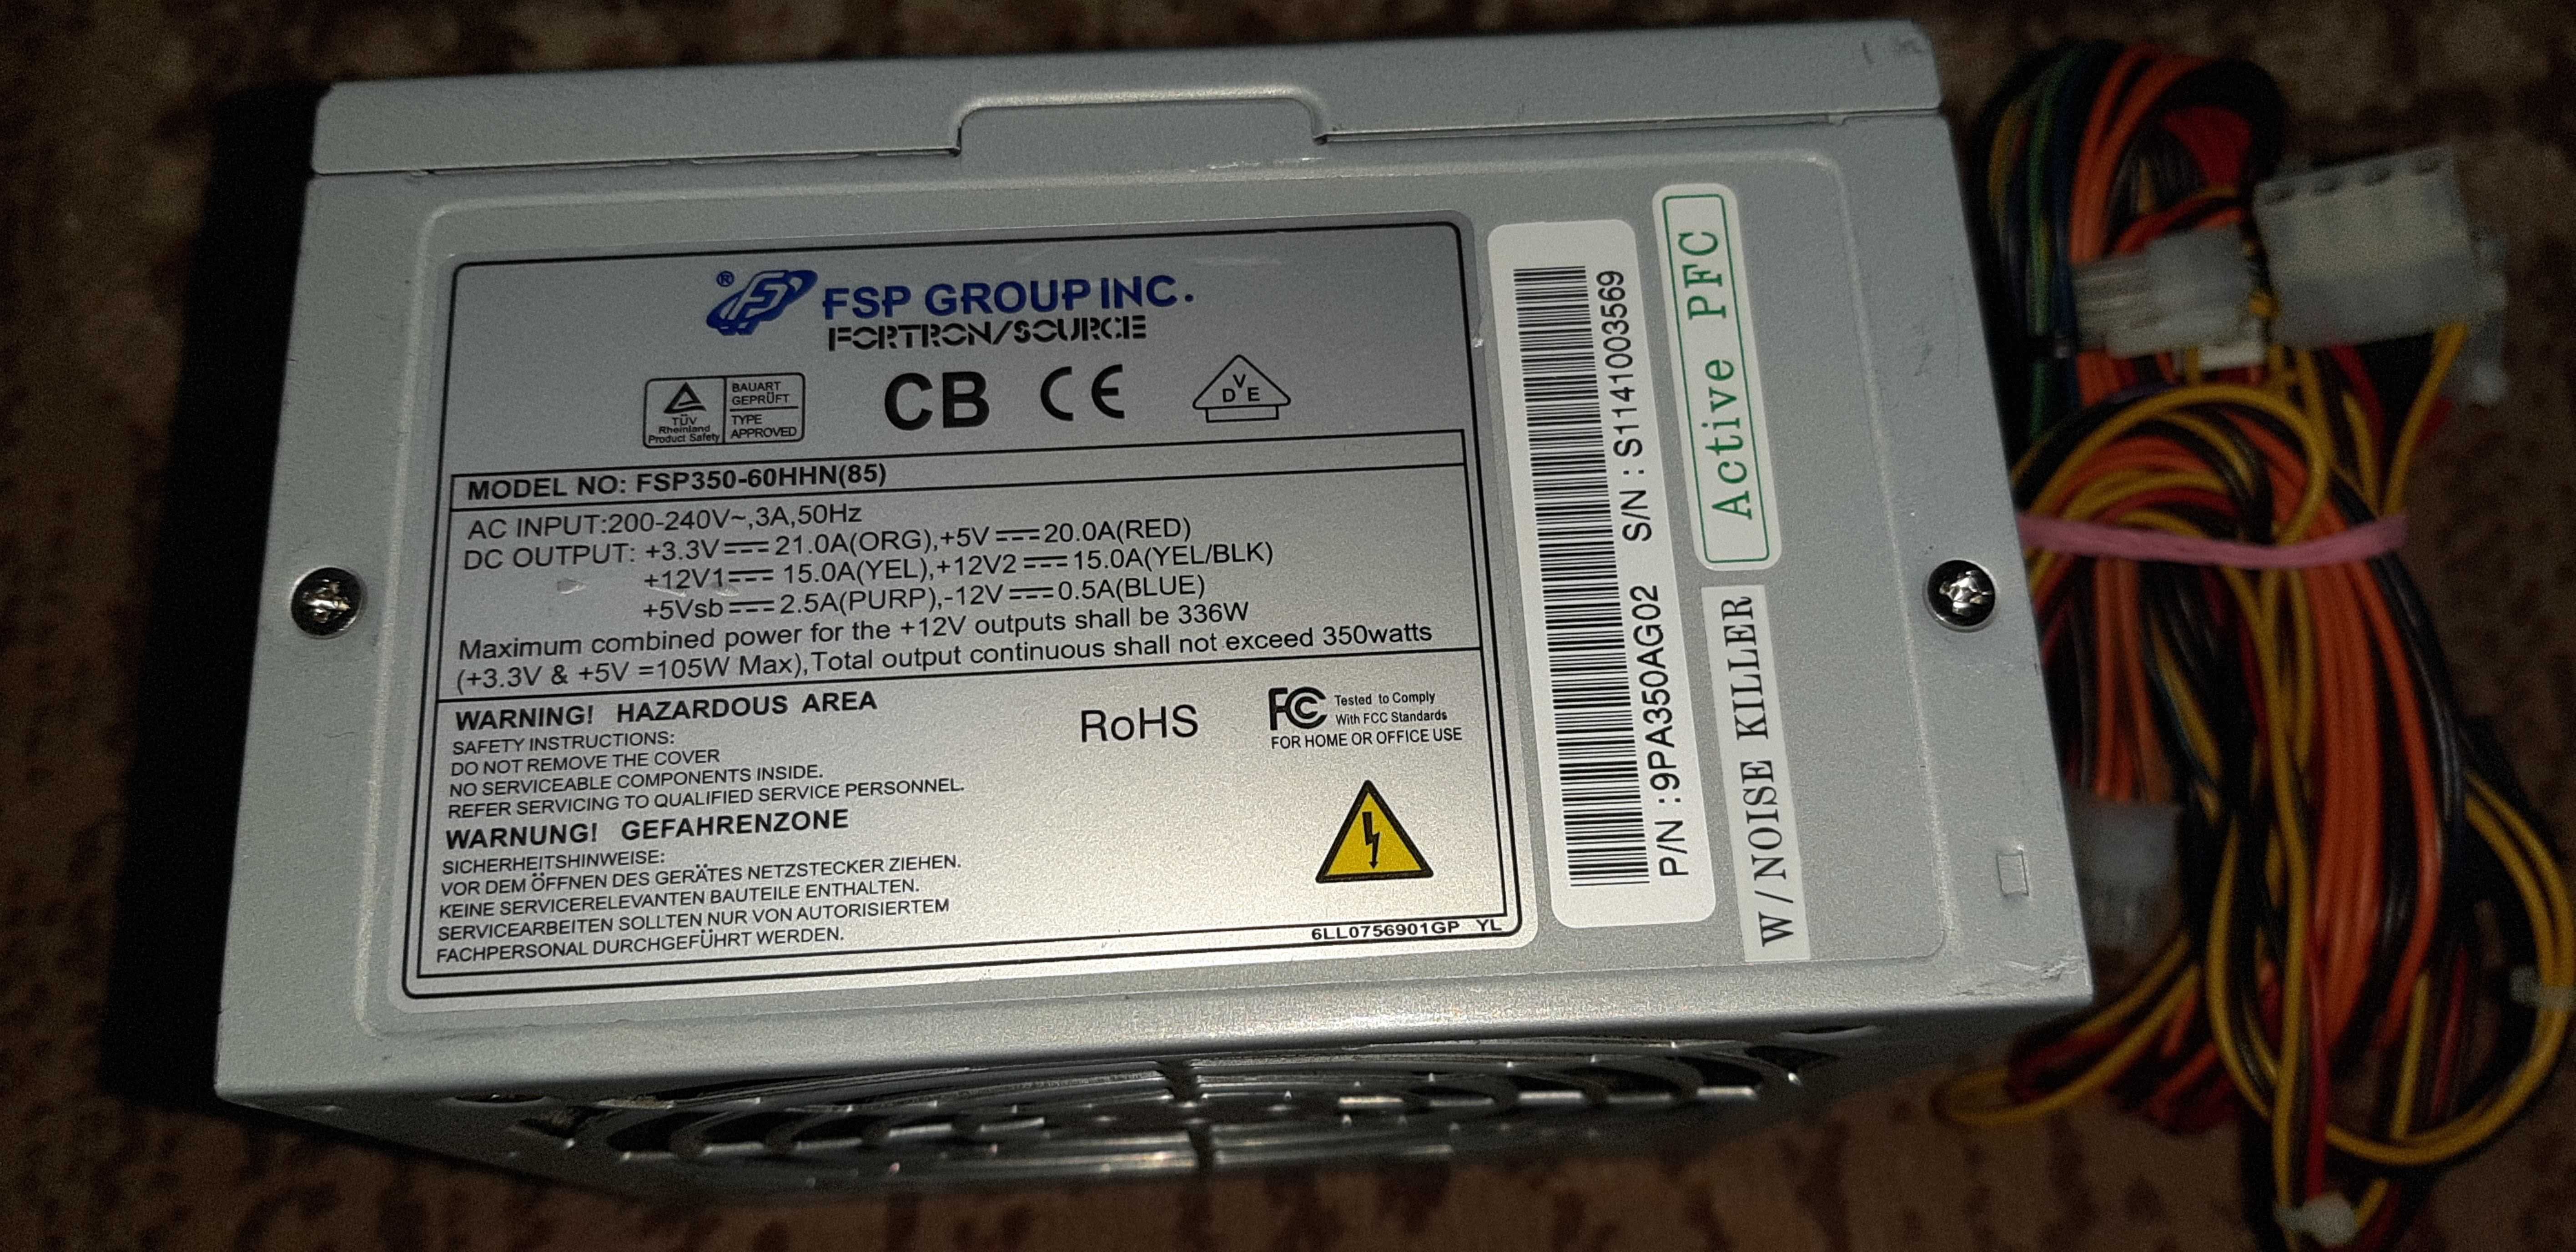 ® FSP GROUP INC.
FORTRON/SOURCE
TÜV
Rheinland
Product Safety
BAUART
GEPRÜFT
TYPE
APPROVED
CB CE
V
D E
MODEL NO: FSP350-60HHN(85)
AC INPUT:200-240V~,3A,50Hz
DC OUTPUT: +3.3V⎓21.0A(ORG),+5V⎓20.0A(RED)
+12V1⎓15.0A(YEL),+12V2⎓15.0A(YEL/BLK)
+5Vsb⎓2.5A(PURP),-12V⎓0.5A(BLUE)
Maximum combined power for the +12V outputs shall be 336W
(+3.3V & +5V =105W Max),Total output continuous shall not exceed 350watts
WARNING! HAZARDOUS AREA
SAFETY INSTRUCTIONS:
DO NOT REMOVE THE COVER
NO SERVICEABLE COMPONENTS INSIDE.
REFER SERVICING TO QUALIFIED SERVICE PERSONNEL.
WARNUNG! GEFAHRENZONE
SICHERHEITSHINWEISE:
VOR DEM ÖFFNEN DES GERÄTES NETZSTECKER ZIEHEN.
KEINE SERVICERELEVANTEN BAUTEILE ENTHALTEN.
SERVICEARBEITEN SOLLTEN NUR VON AUTORISIERTEM
FACHPERSONAL DURCHGEFÜHRT WERDEN.
RoHS
FC Tested to Comply
With FCC Standards
FOR HOME OR OFFICE USE
6LL0756901GP YL
P/N :9PA350AG02 S/N : S1141003569
Active PFC
W/NOISE KILLER